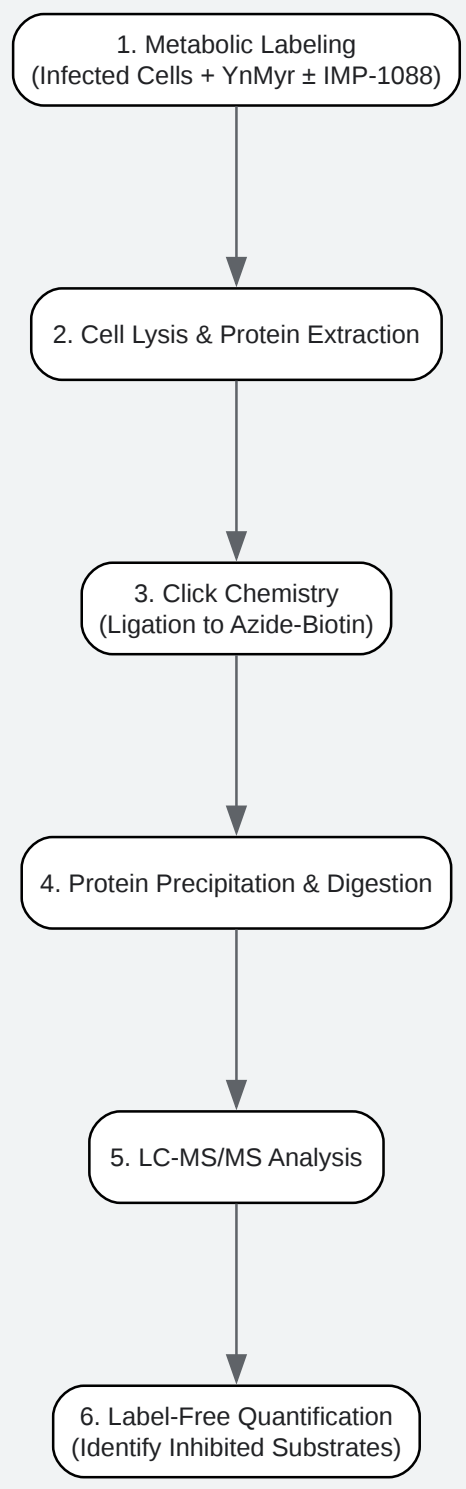 1. Metabolic Labeling
(Infected Cells + YnMyr ± IMP-1088)
2. Cell Lysis & Protein Extraction
3. Click Chemistry
(Ligation to Azide-Biotin)
4. Protein Precipitation & Digestion
5. LC-MS/MS Analysis
6. Label-Free Quantification
(Identify Inhibited Substrates)